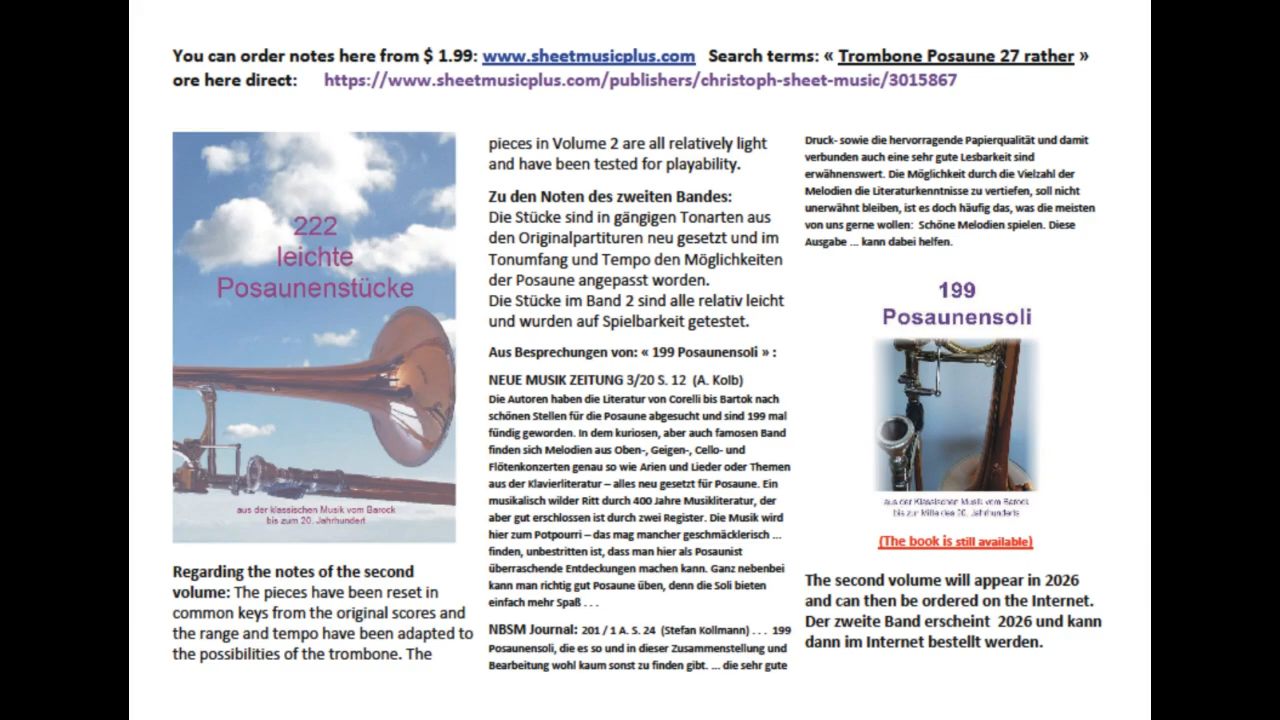 You can order notes here from $ 1.99: www.sheetmusicplus.com Search terms: « Trombone Posaune 27 rather »
ore here direct: https://www.sheetmusicplus.com/publishers/christoph-sheet-music/3015867
222
leichte
Posaunenstücke
aus der klassischen Musik vom Barock
bis zum 20. Jahrhundert
Regarding the notes of the second
volume: The pieces have been reset in
common keys from the original scores and
the range and tempo have been adapted to
the possibilities of the trombone. The
pieces in Volume 2 are all relatively light
and have been tested for playability.
Zu den Noten des zweiten Bandes:
Die Stücke sind in gängigen Tonarten aus
den Originalpartituren neu gesetzt und im
Tonumfang und Tempo den Möglichkeiten
der Posaune angepasst worden.
Die Stücke im Band 2 sind alle relativ leicht
und wurden auf Spielbarkeit getestet.
Aus Besprechungen von: « 199 Posaunensoli » :
NEUE MUSIK ZEITUNG 3/20 S. 12 (A. Kolb)
Die Autoren haben die Literatur von Corelli bis Bartok nach
schönen Stellen für die Posaune abgesucht und sind 199 mal
fündig geworden. In dem kuriosen, aber auch famosen Band
finden sich Melodien aus Oben-, Geigen-, Cello- und
Flötenkonzerten genau so wie Arien und Lieder oder Themen
aus der Klavierliteratur – alles neu gesetzt für Posaune. Ein
musikalisch wilder Ritt durch 400 Jahre Musikliteratur, der
aber gut erschlossen ist durch zwei Register. Die Musik wird
hier zum Potpourri – das mag mancher geschmäcklerisch ...
finden, unbestritten ist, dass man hier als Posaunist
überraschende Entdeckungen machen kann. Ganz nebenbei
kann man richtig gut Posaune üben, denn die Soli bieten
einfach mehr Spaß . . .
NBSM Journal: 201 / 1 A. S. 24 (Stefan Kollmann) . . . 199
Posaunensoli, die es so und in dieser Zusammenstellung und
Bearbeitung wohl kaum sonst zu finden gibt. ... die sehr gute
Druck- sowie die hervorragende Papierqualität und damit
verbunden auch eine sehr gute Lesbarkeit sind
erwähnenswert. Die Möglichkeit durch die Vielzahl der
Melodien die Literaturkenntnisse zu vertiefen, soll nicht
unerwähnt bleiben, ist es doch häufig das, was die meisten
von uns gerne wollen: Schöne Melodien spielen. Diese
Ausgabe ... kann dabei helfen.
199
Posaunensoli
aus der Klassischen Musik vom Barock
bis zur Mitte des 20. Jahrhunderts
(The book is still available)
The second volume will appear in 2026
and can then be ordered on the Internet.
Der zweite Band erscheint 2026 und kann
dann im Internet bestellt werden.